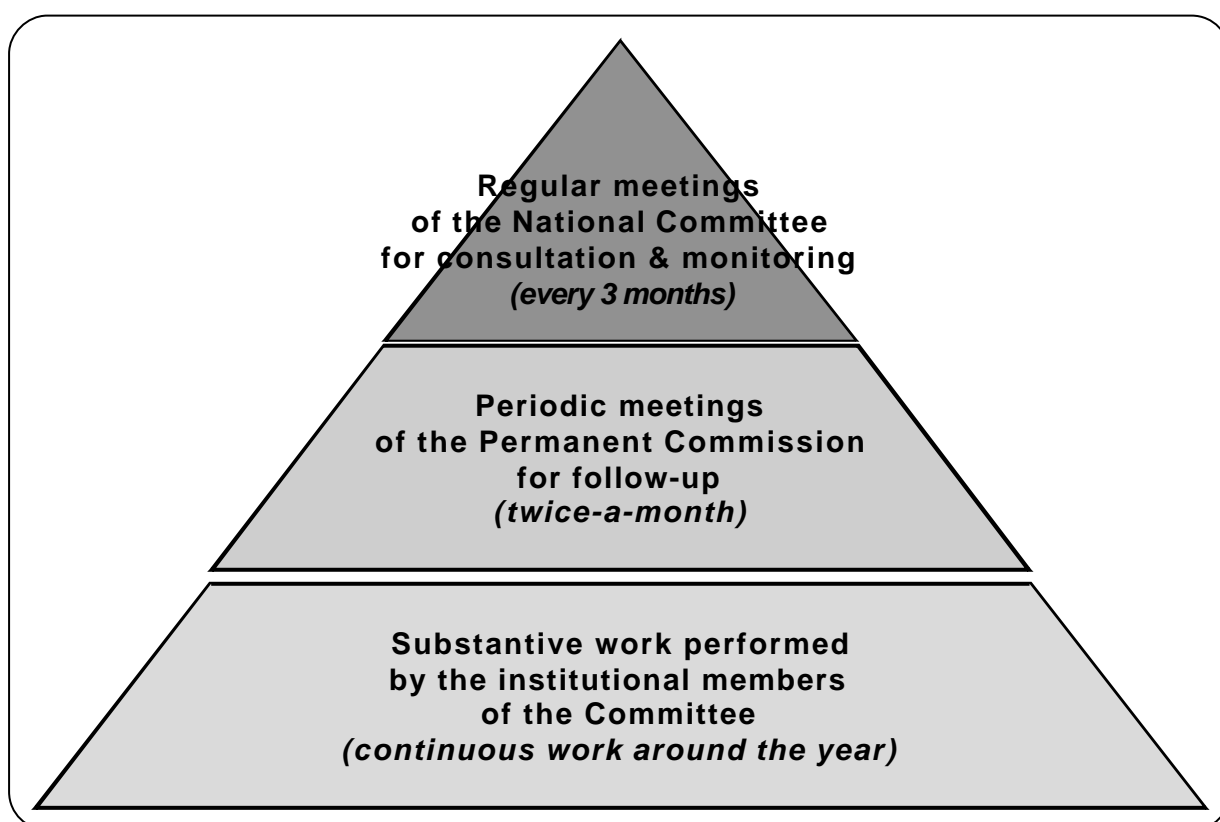 Regular meetings
of the National Committee
for consultation & monitoring
(every 3 months)
Periodic meetings
of the Permanent Commission
for follow-up
(twice-a-month)
Substantive work performed
by the institutional members
of the Committee
(continuous work around the year)